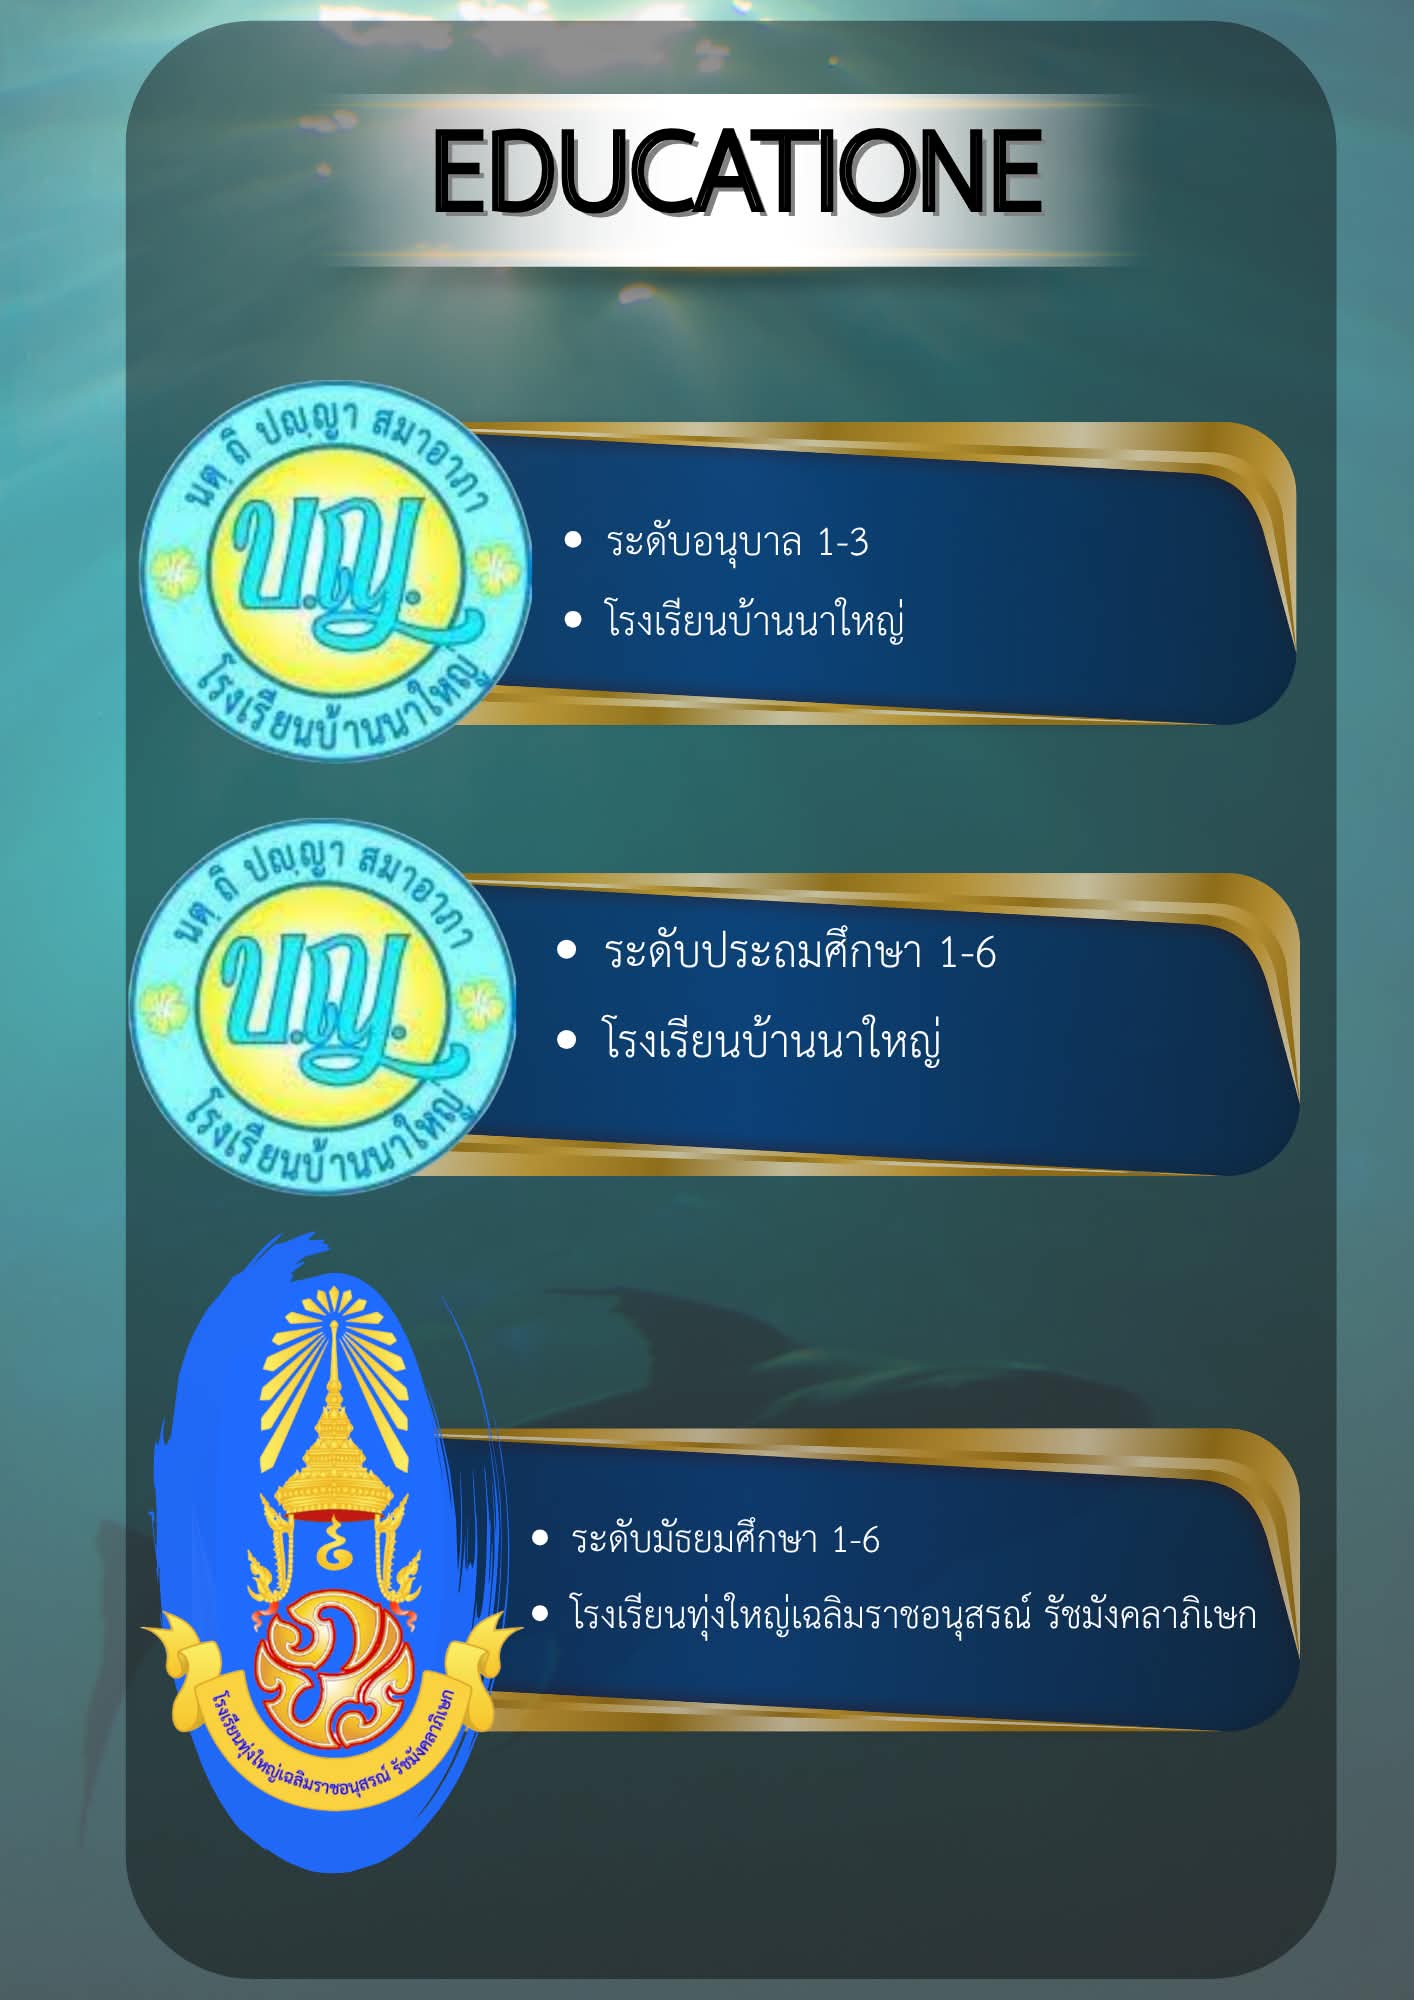 EDUCATIONE
นตฺ ถิ ปญฺญา สมาอาภา
บ.ญ.
โรงเรียนบ้านนาใหญ่
ระดับอนุบาล 1-3
โรงเรียนบ้านนาใหญ่
นตฺ ถิ ปญฺญา สมาอาภา
บ.ญ.
โรงเรียนบ้านนาใหญ่
ระดับประถมศึกษา 1-6
โรงเรียนบ้านนาใหญ่
ระดับมัธยมศึกษา 1-6
โรงเรียนทุ่งใหญ่เฉลิมราชอนุสรณ์ รัชมังคลาภิเษก
โรงเรียนทุ่งใหญ่เฉลิมราชอนุสรณ์ รัชมังคลาภิเษก